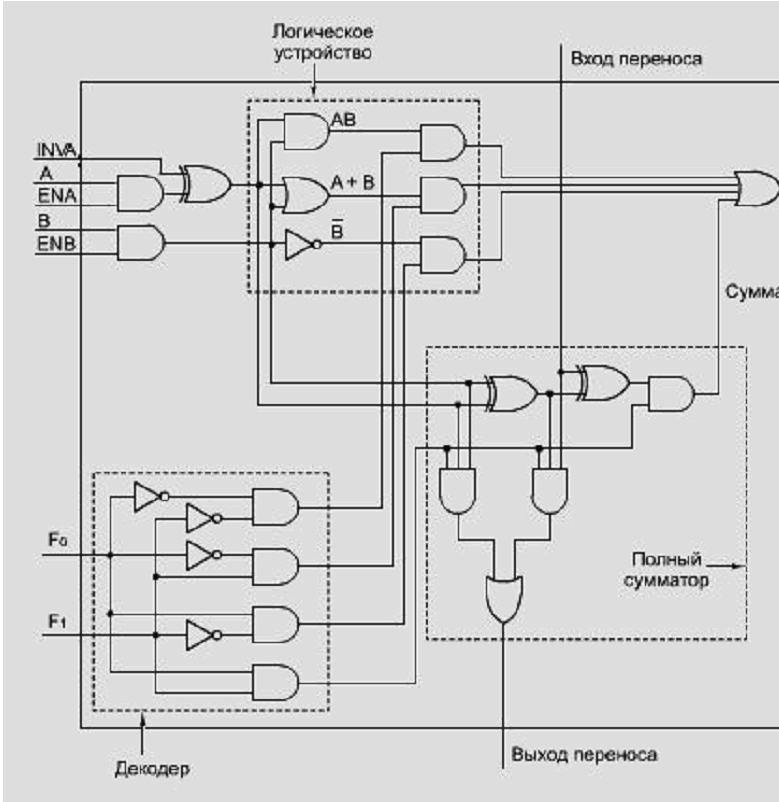 Логическое
устройство
Вход переноса
INVA
A
ENA
B
ENB
AB
A + B
B̅
Сумма
F₀
F₁
Полный
сумматор
Декодер
Выход переноса